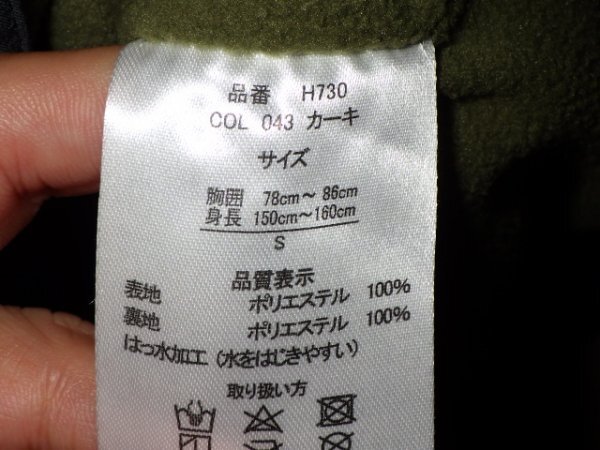 品番 H730
COL 043 カーキ
サイズ
胸囲 78cm～ 86cm
身長 150cm～160cm
S
品質表示
表地 ポリエステル 100%
裏地 ポリエステル 100%
はっ水加工 (水をはじきやすい)
取り扱い方